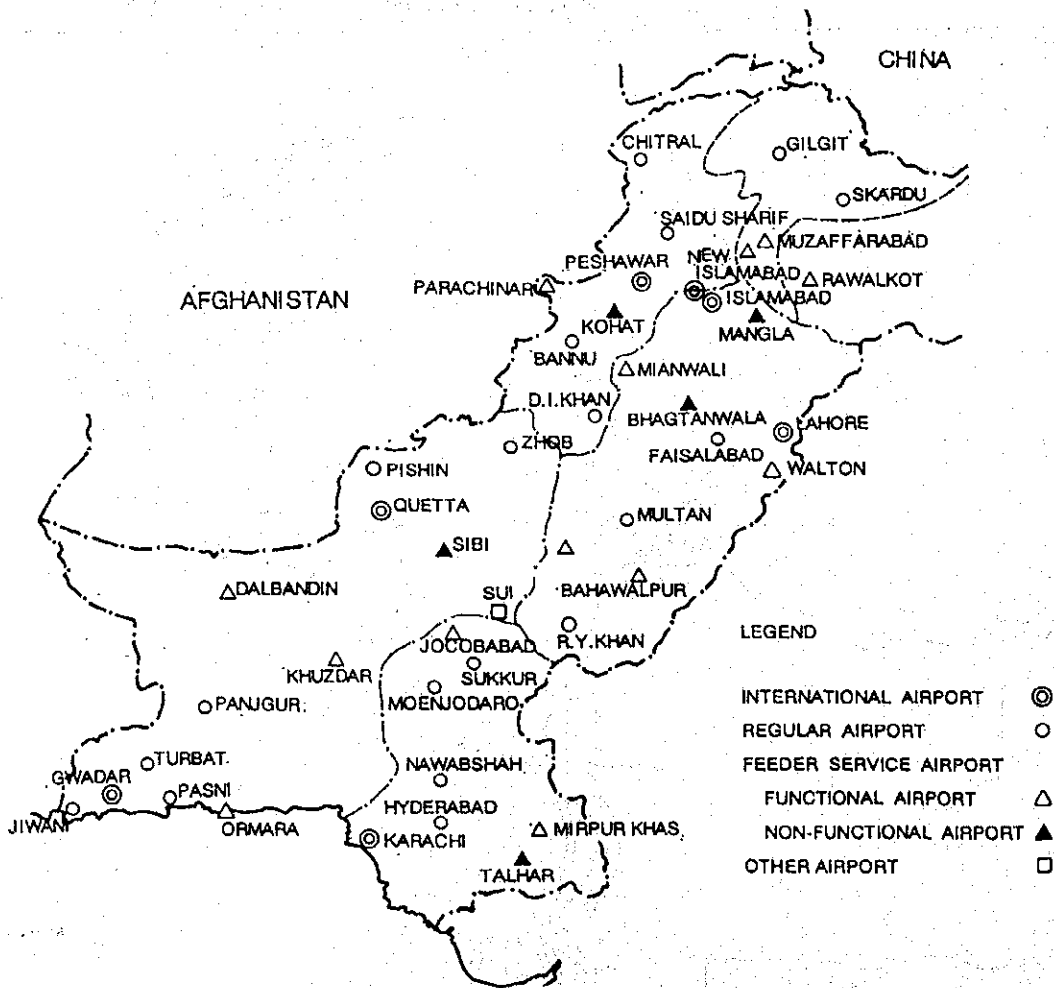 CHINA
CHITRAL
GILGIT
SKARDU
SAIDU SHARIF
MUZAFFARABAD
NEW
ISLAMABAD
PESHAWAR
RAWALKOT
PARACHINAR
ISLAMABAD
AFGHANISTAN
KOHAT
MANGLA
BANNU
MIANWALI
D.I.KHAN
BHAGTANWALA
LAHORE
ZHOB
FAISALABAD
WALTON
PISHIN
QUETTA
MULTAN
SIBI
DALBANDIN
SUI
BAHAWALPUR
R.Y.KHAN
LEGEND
JOCOBABAD
KHUZDAR
SUKKUR
MOENJODARO
INTERNATIONAL AIRPORT
PANJGUR
REGULAR AIRPORT
TURBAT
NAWABSHAH
FEEDER SERVICE AIRPORT
GWADAR
PASNI
FUNCTIONAL AIRPORT
HYDERABAD
JIWANI
ORMARA
KARACHI
MIRPUR KHAS
NON-FUNCTIONAL AIRPORT
TALHAR
OTHER AIRPORT